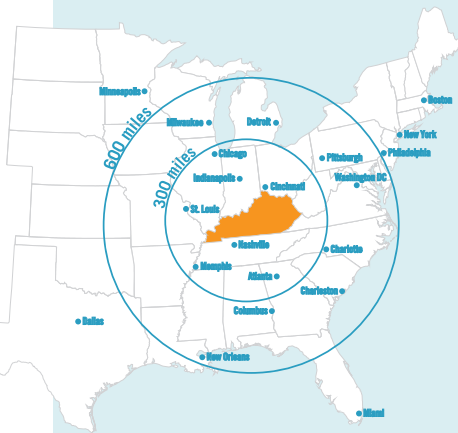 Minneapolis
Boston
Milwaukee
Detroit
600 miles
New York
300 miles
Chicago
Pittsburgh
Philadelphia
Indianapolis
Washington DC
Cincinnati
St. Louis
Nashville
Charlotte
Memphis
Atlanta
Charleston
Columbus
Dallas
New Orleans
Miami